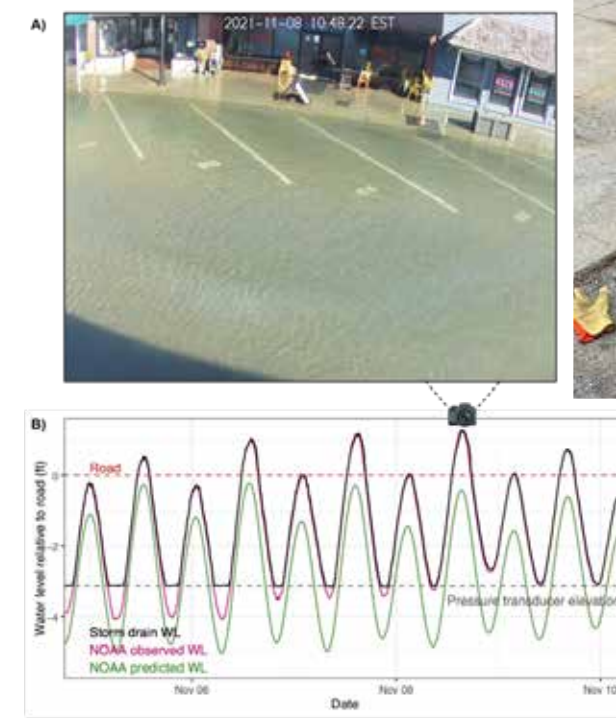 A)
2021-11-08 10:48:22 EST
B)
Water level relative to road (ft)
0
-2
-4
Road
Pressure transducer elevation
Storm drain WL
NOAA observed WL
NOAA predicted WL
Nov 06
Nov 08
Nov 10
Date